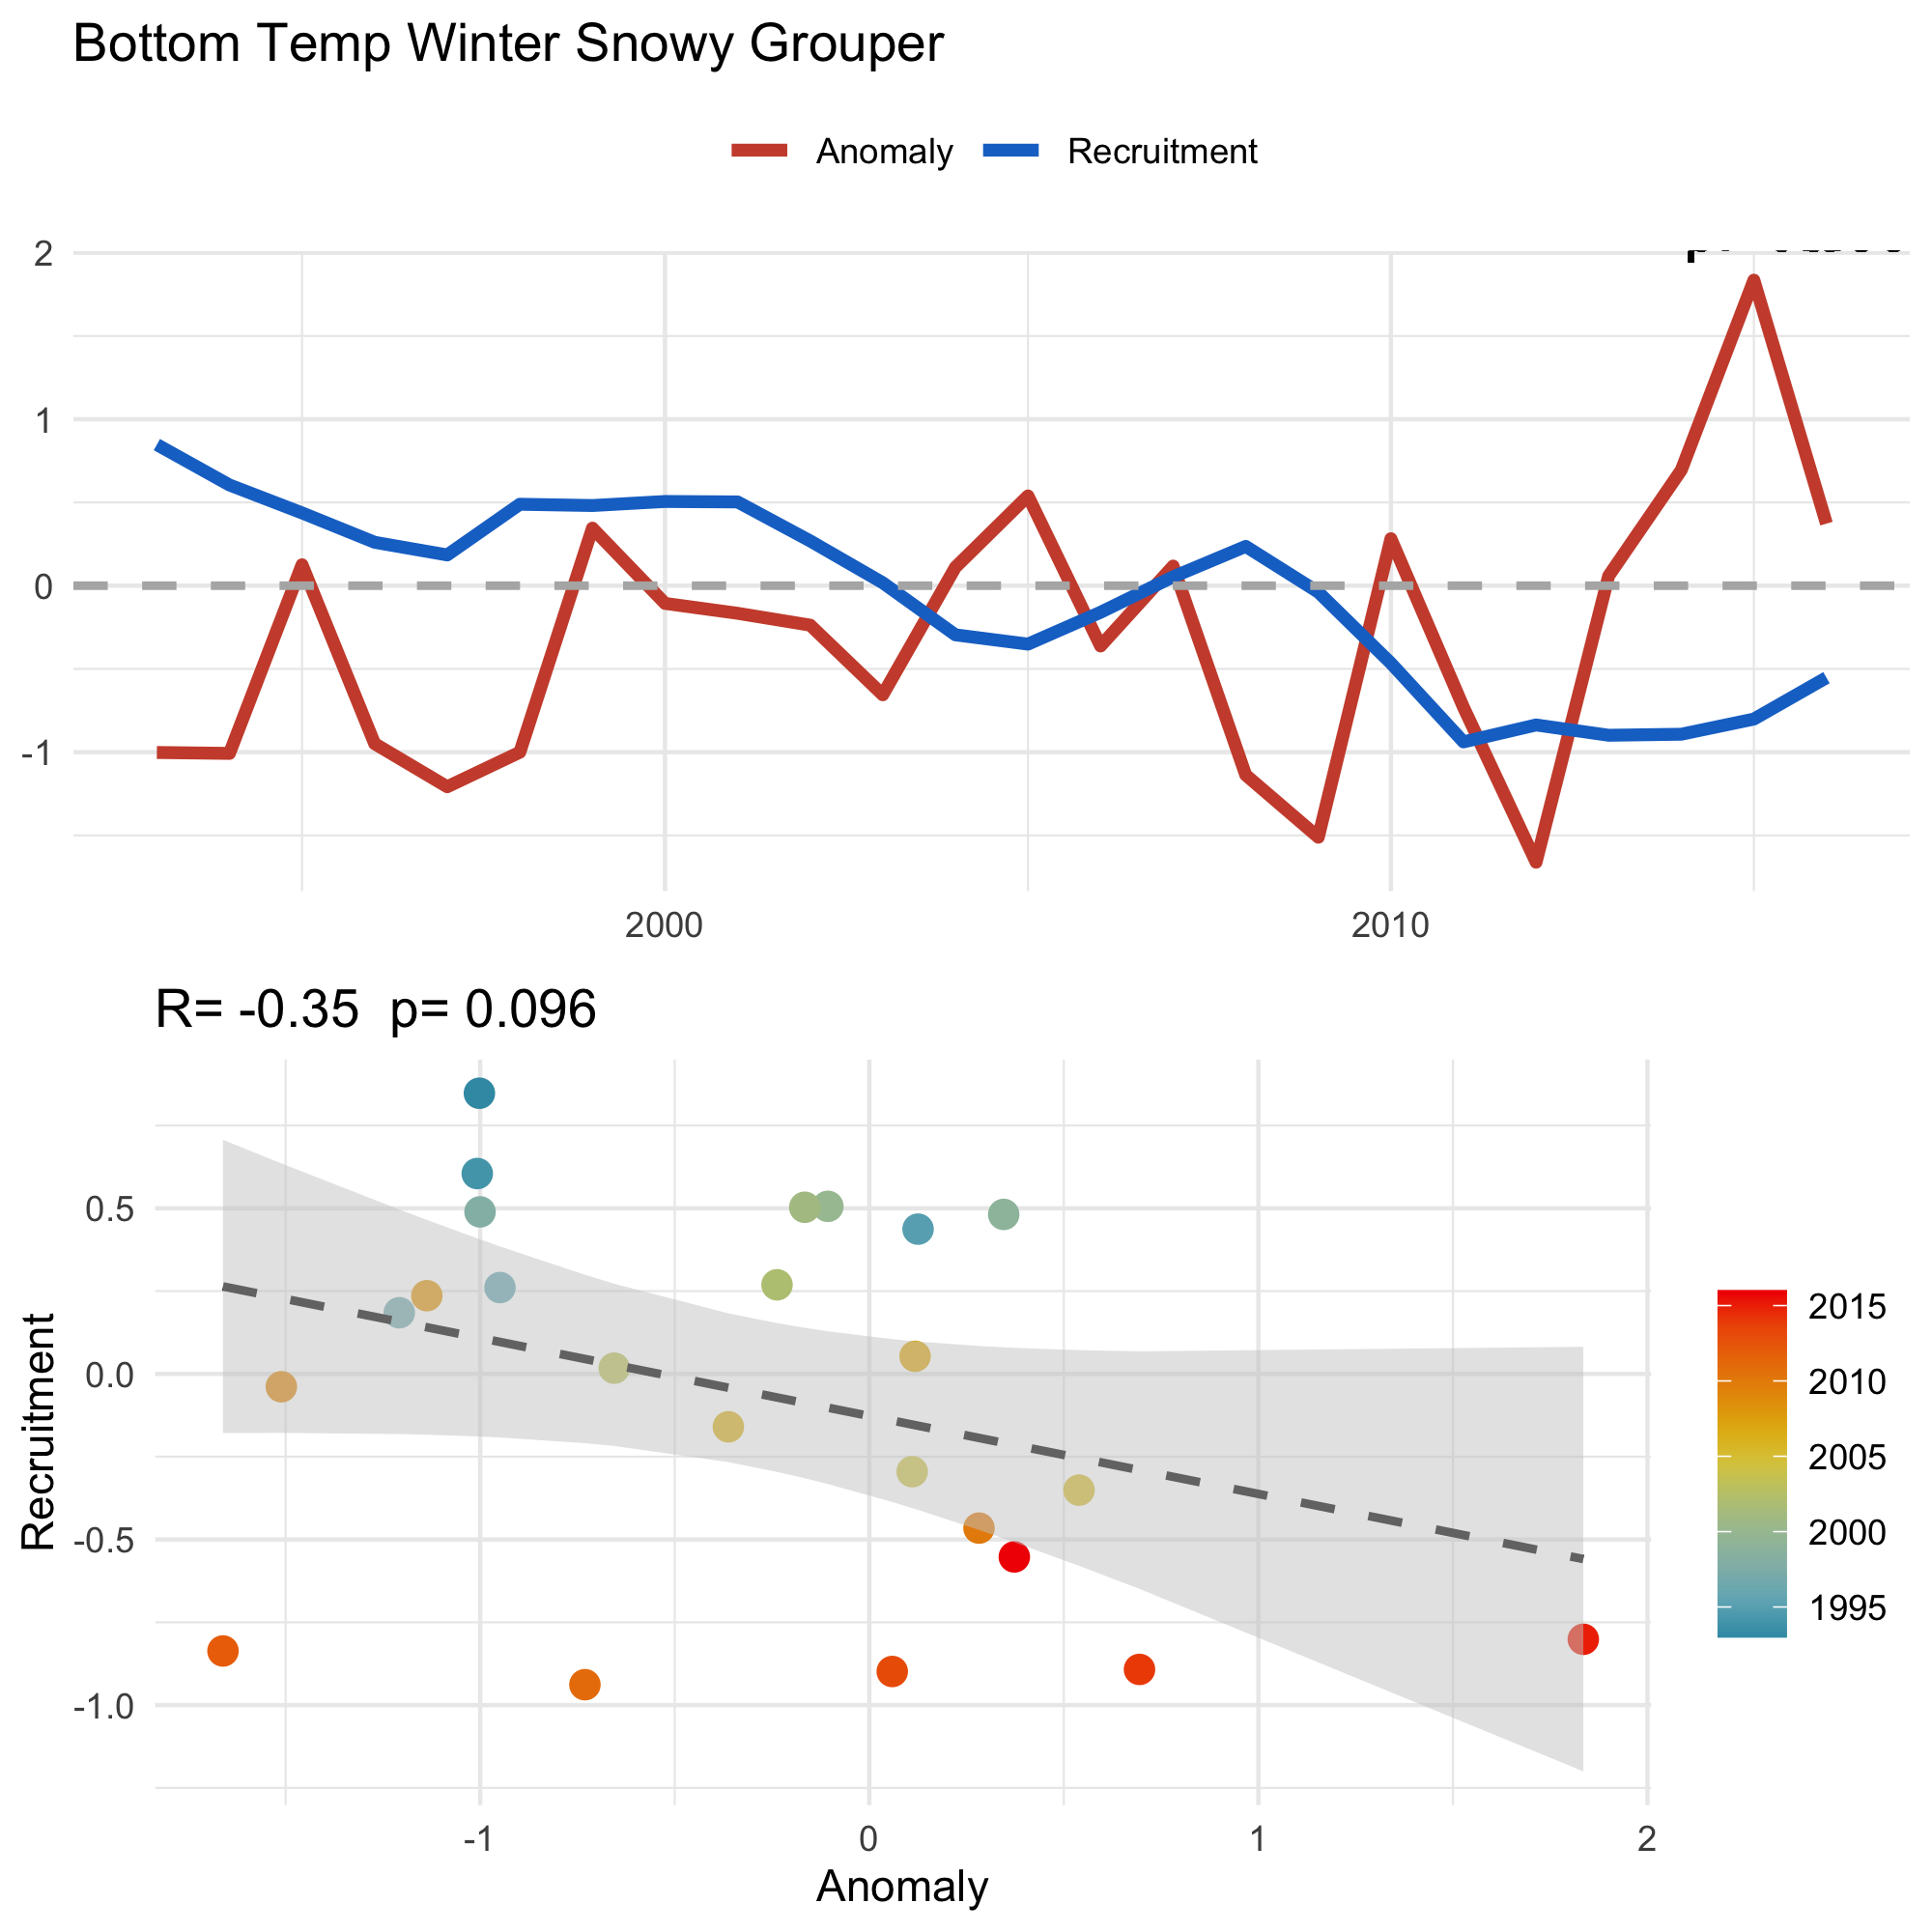 Bottom Temp Winter Snowy Grouper
Anomaly Recruitment
2
1
0
-1
2000 2010
R= -0.35 p= 0.096
Recruitment
0.5
0.0
-0.5
-1.0
-1 0 1 2
Anomaly
2015
2010
2005
2000
1995